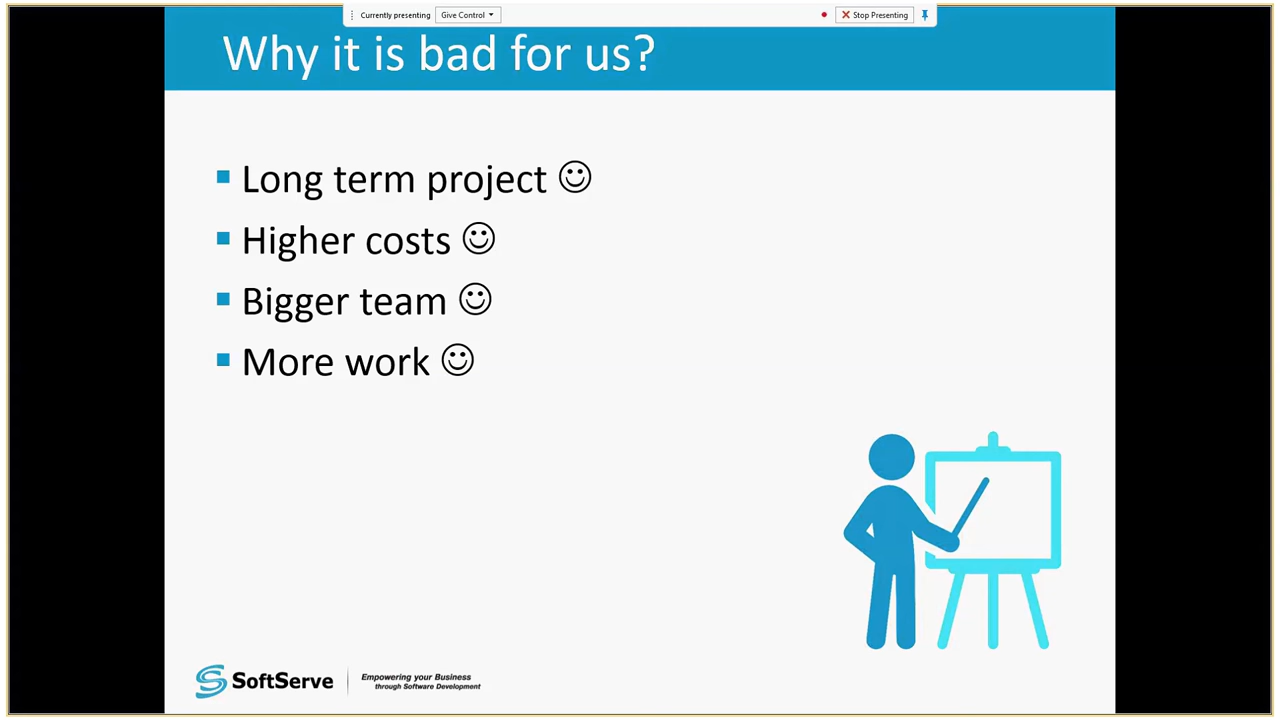 Currently presenting
Give Control
Stop Presenting
Why it is bad for us?
Long term project
Higher costs
Bigger team
More work
SoftServe
Empowering your Business
through Software Development